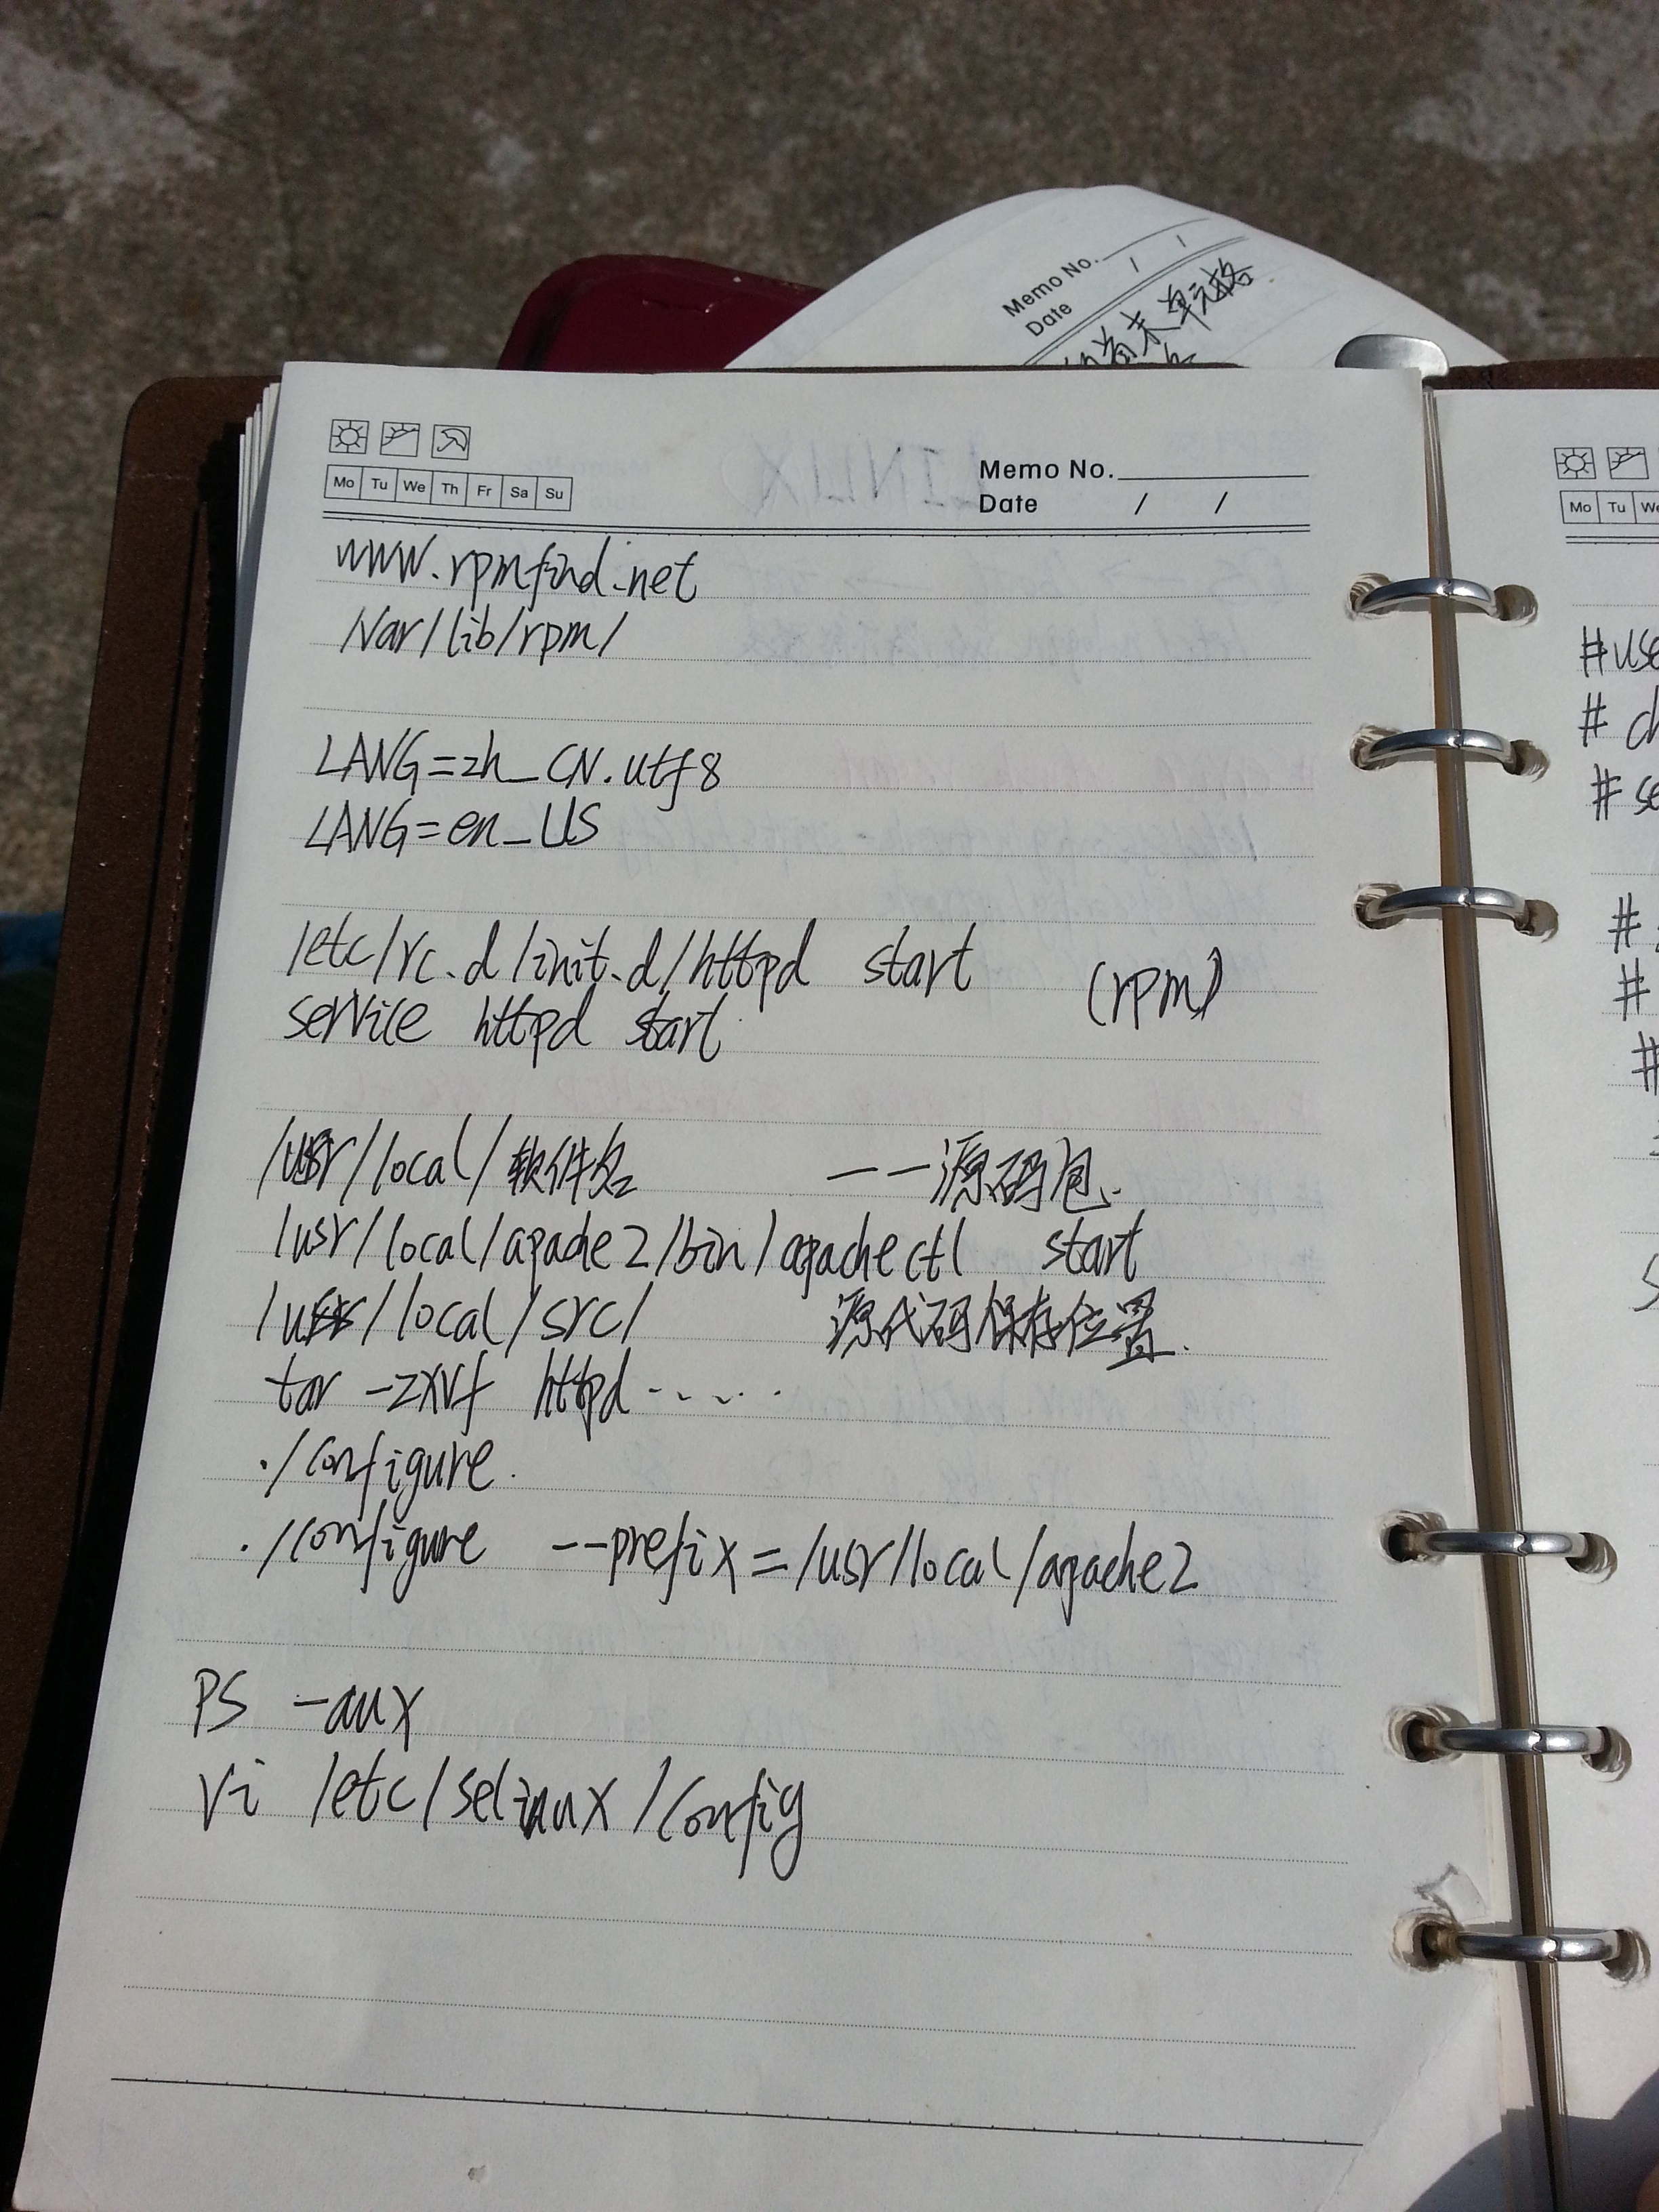 Memo No.
Date / /
Mo Tu We Th Fr Sa Su
Memo No.
Date / /
www.rpmfind.net
/var/lib/rpm/
LANG=zh_CN.utf8
LANG=en_US
/etc/rc.d/init.d/httpd start (rpm)
service httpd start
/usr/local/软件名 ——源码包.
/usr/local/apache2/bin/apachectl start
/usr/local/src/ 源代码保存位置.
tar -zxvf httpd......
./configure.
./configure --prefix=/usr/local/apache2
PS -aux
Vi /etc/selinux/config
Mo Tu We
#use
# ch
# se
#
#
#